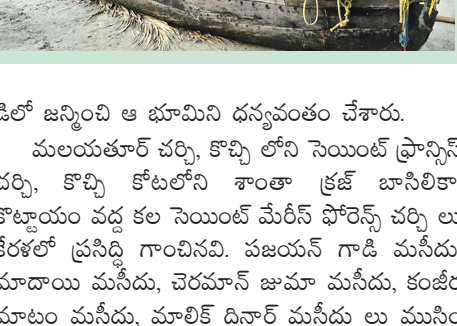 డిలో జన్మించి ఆ భూమిని ధన్యవంతం చేశారు.
మలయతూర్ చర్చి, కొచ్చి లోని సెయింట్ ఫ్రాన్సిస్
చర్చి, కొచ్చి కోటలోని శాంతా క్రజ్ బాసిలికా
కొట్టాయం వద్ద కల సెయింట్ మేరీస్ ఫోరెన్స్ చర్చి లు
కేరళలో ప్రసిద్ధి గాంచినవి. పజయన్ గాడి మసీదు
మాదాయి మసీదు, చెరమాన్ జుమా మసీదు, కంజీర
మాటం మసీదు, మాలిక్ దినార్ మసీదు లు ముసిం